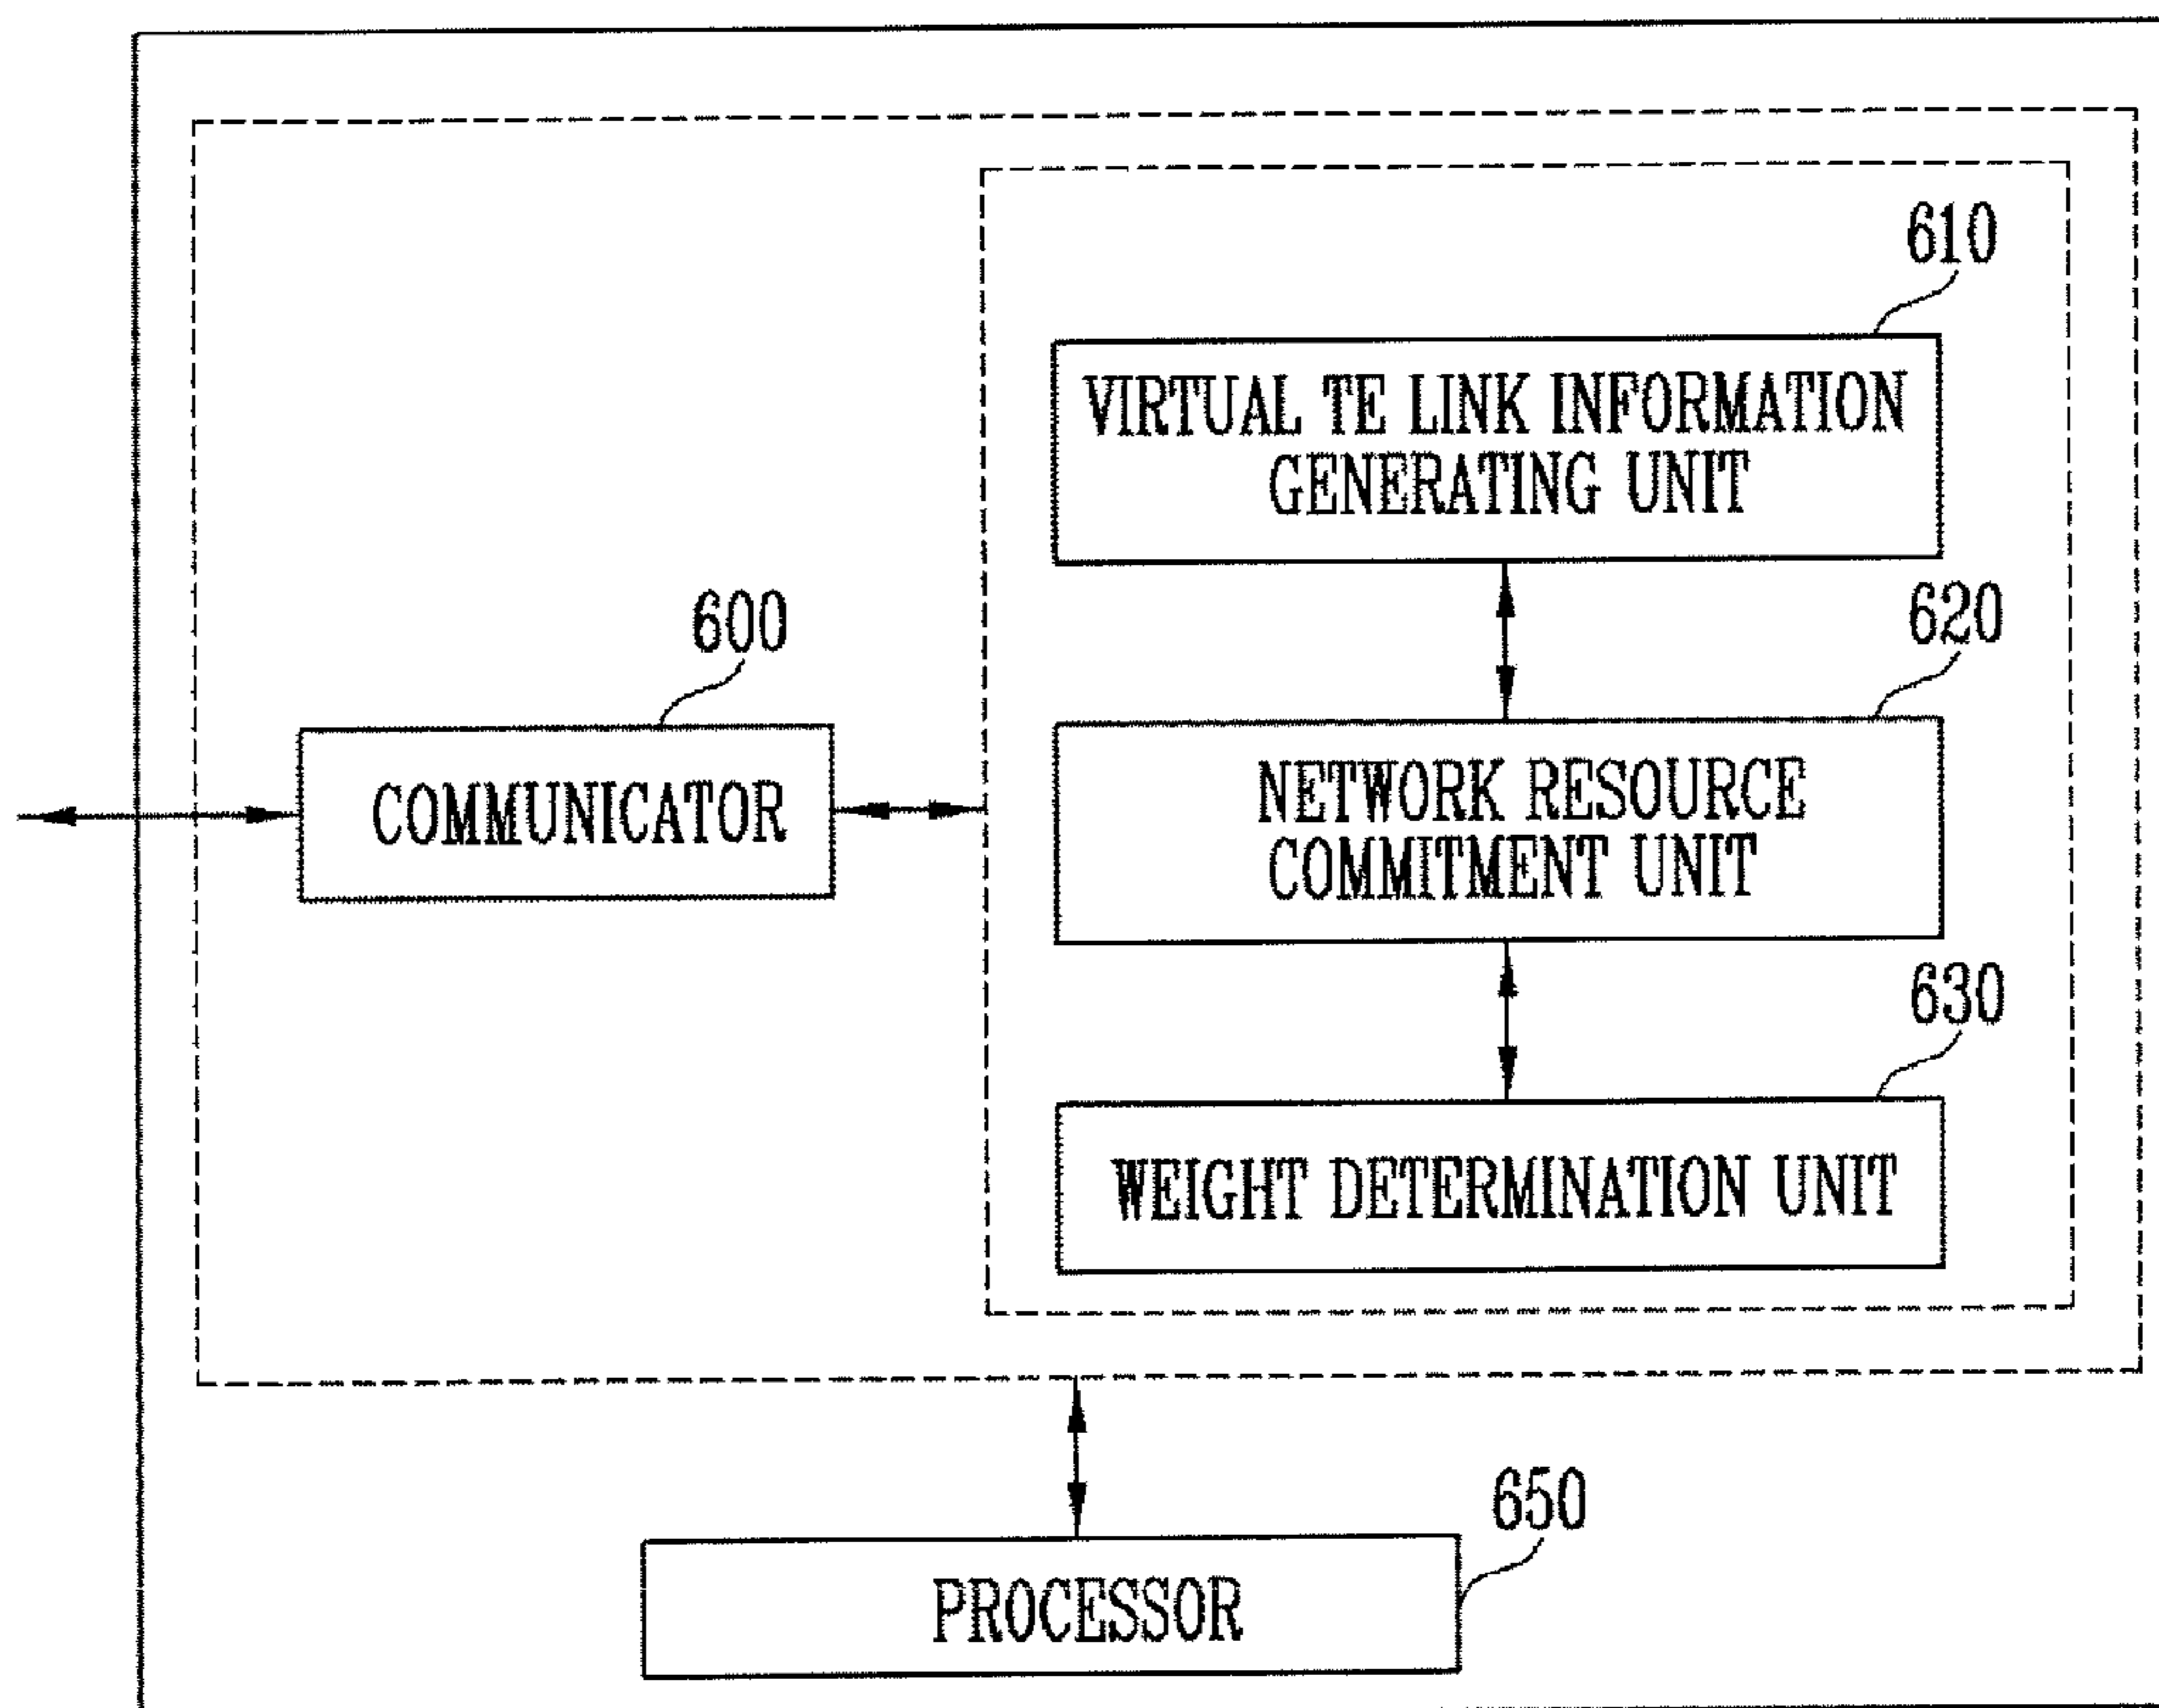 610
VIRTUAL TE LINK INFORMATION
GENERATING UNIT
600
COMMUNICATOR
620
NETWORK RESOURCE
COMMITMENT UNIT
630
WEIGHT DETERMINATION UNIT
650
PROCESSOR